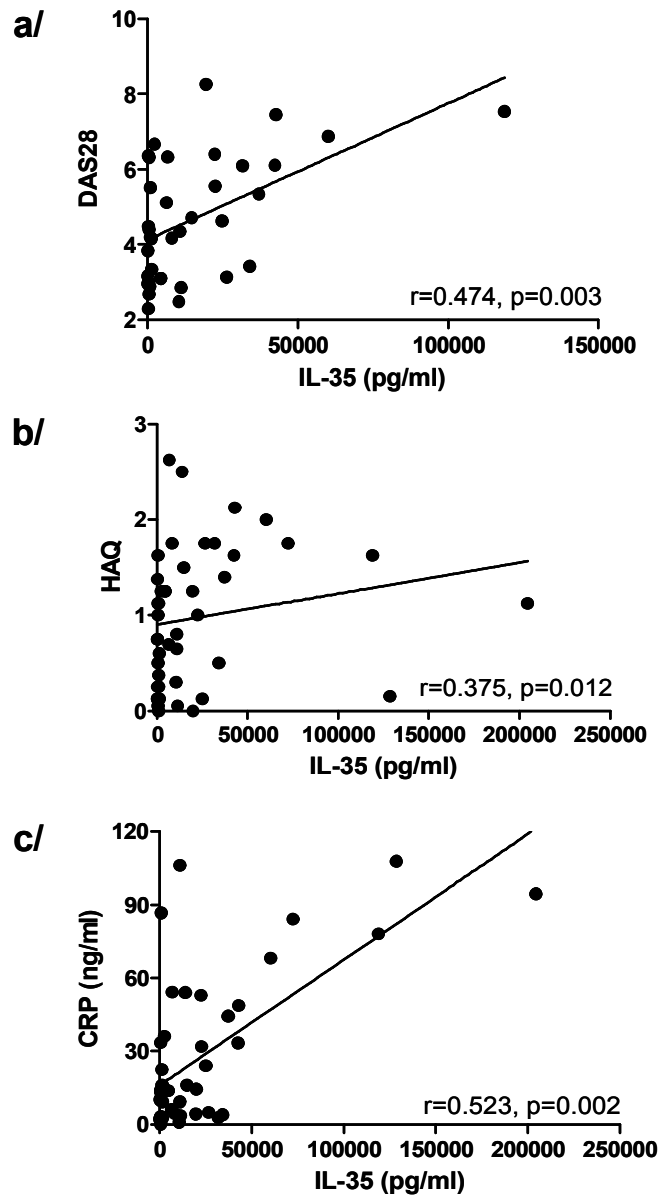 a/
10
8
6
4
2
DAS28
r=0.474, p=0.003
0 50000 100000 150000
IL-35 (pg/ml)
b/
3
2
1
0
HAQ
r=0.375, p=0.012
0 50000 100000 150000 200000 250000
IL-35 (pg/ml)
c/
120
90
60
30
0
CRP (ng/ml)
r=0.523, p=0.002
0 50000 100000 150000 200000 250000
IL-35 (pg/ml)